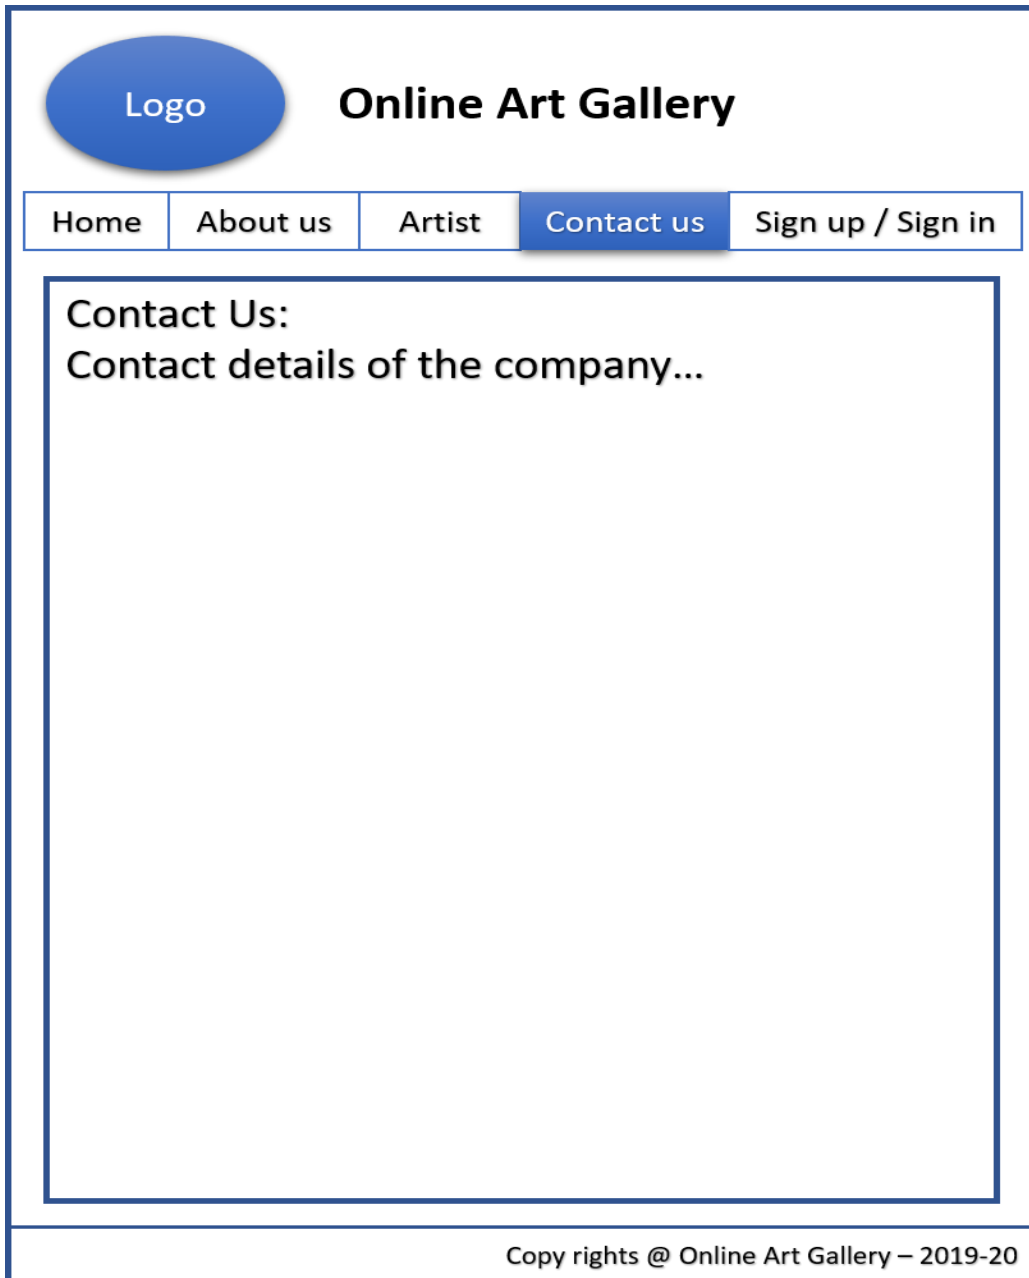 Logo
Online Art Gallery
Home About us Artist Contact us Sign up / Sign in
Contact Us:
Contact details of the company...
Copy rights @ Online Art Gallery – 2019-20